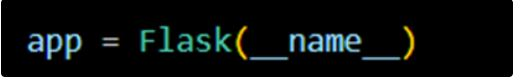 app = Flask(__name__)